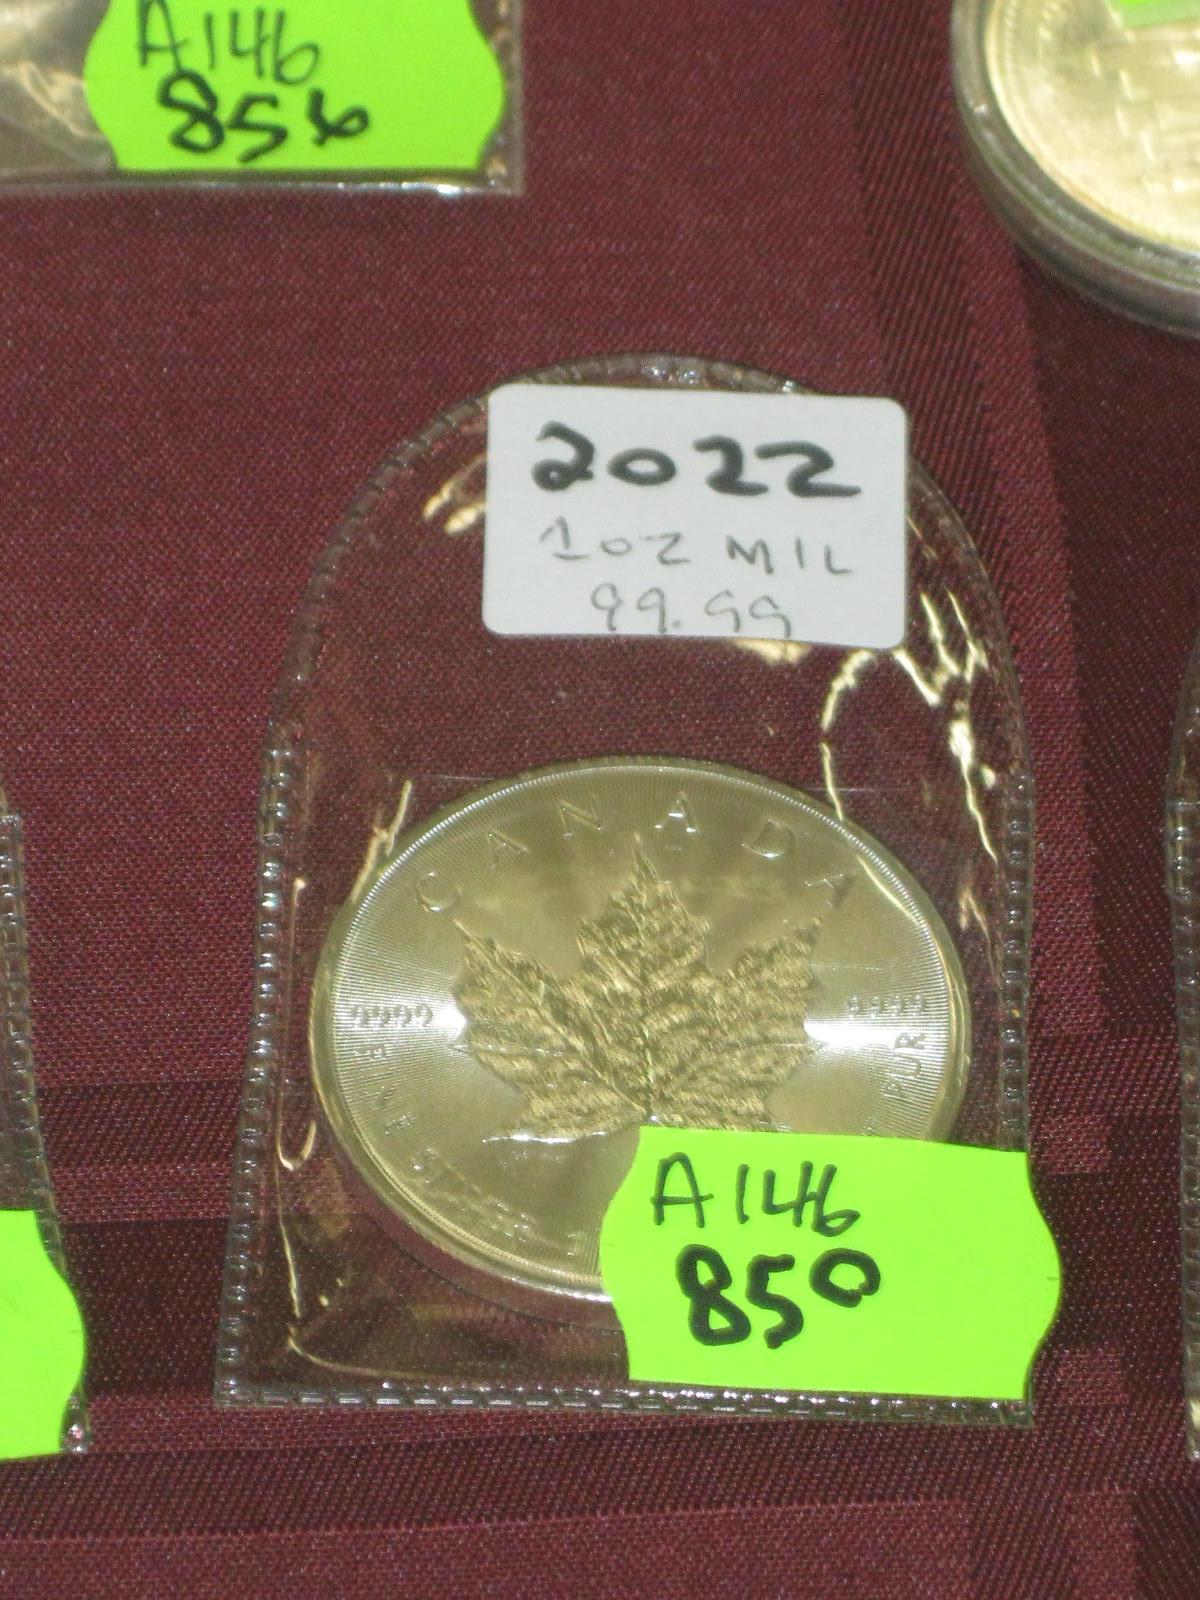 A146
856
2022
1oz MIL
99.99
CANADA
9999 9999
FINE SILVER PUR
A146
850